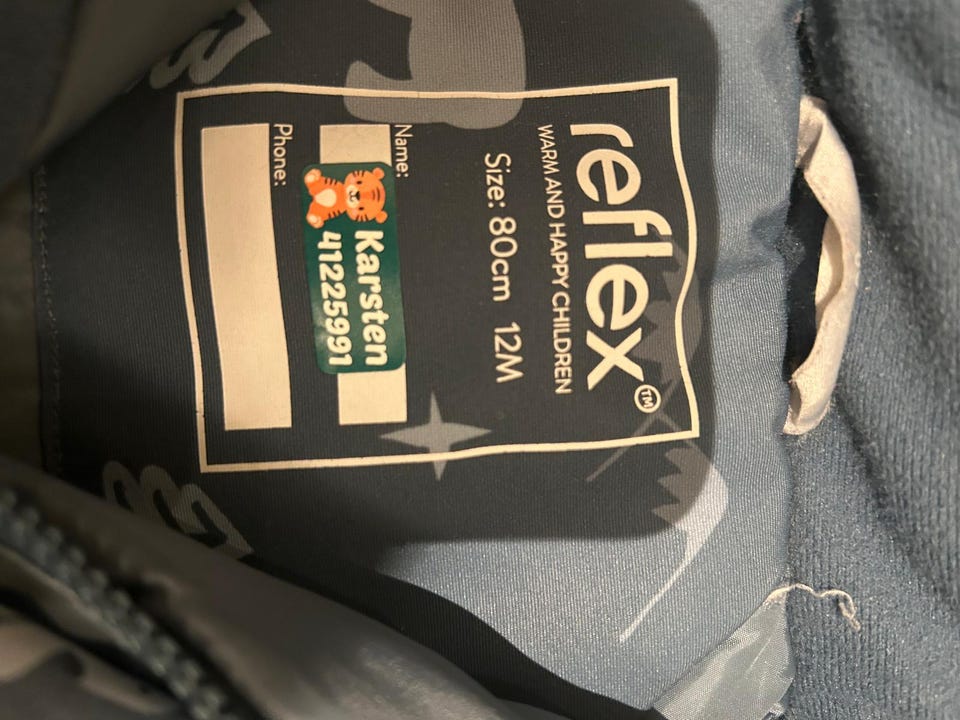 reflex™
WARM AND HAPPY CHILDREN
Size: 80cm 12M
Name:
Karsten
41225991
Phone: